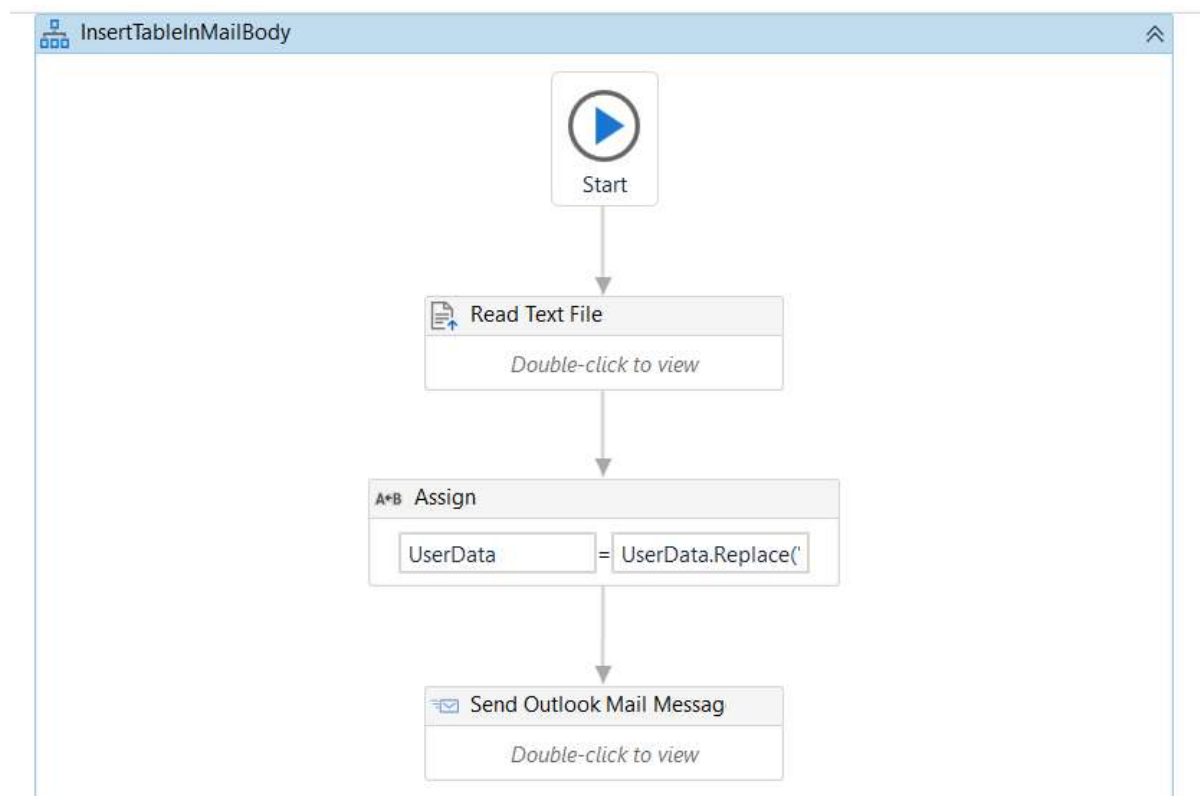 InsertTableInMailBody
Start
Read Text File
Double-click to view
A+B Assign
UserData = UserData.Replace('
Send Outlook Mail Messag
Double-click to view